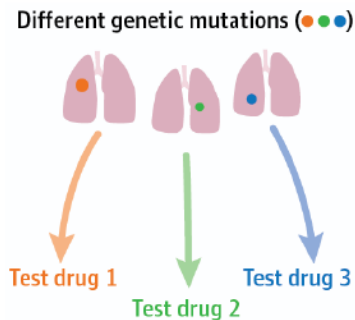 Different genetic mutations (●●●)
Test drug 1
Test drug 2
Test drug 3